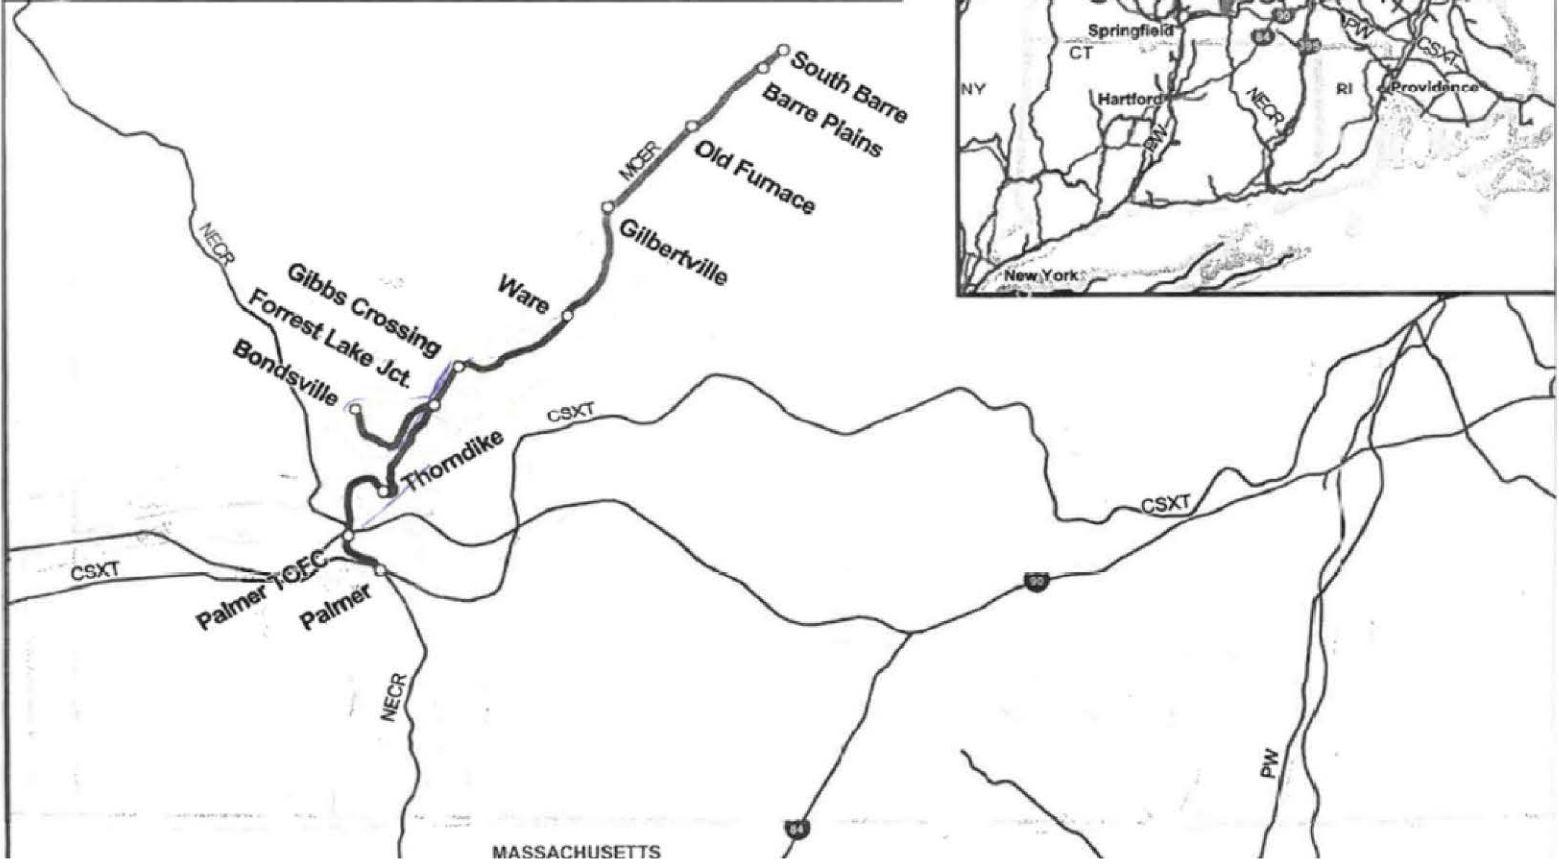 South Barre
Barre Plains
MCER
Old Furnace
Gilbertville
NECR
Ware
Gibbs Crossing
Forrest Lake Jct.
Bondsville
Thorndike
CSXT
CSXT
CSXT
Palmer TOFC
Palmer
NECR
90
84
PW
MASSACHUSETTS
Springfield
90
84
395
PW
CSXT
CT
NY
Hartford
NECR
RI
Providence
PW
New York